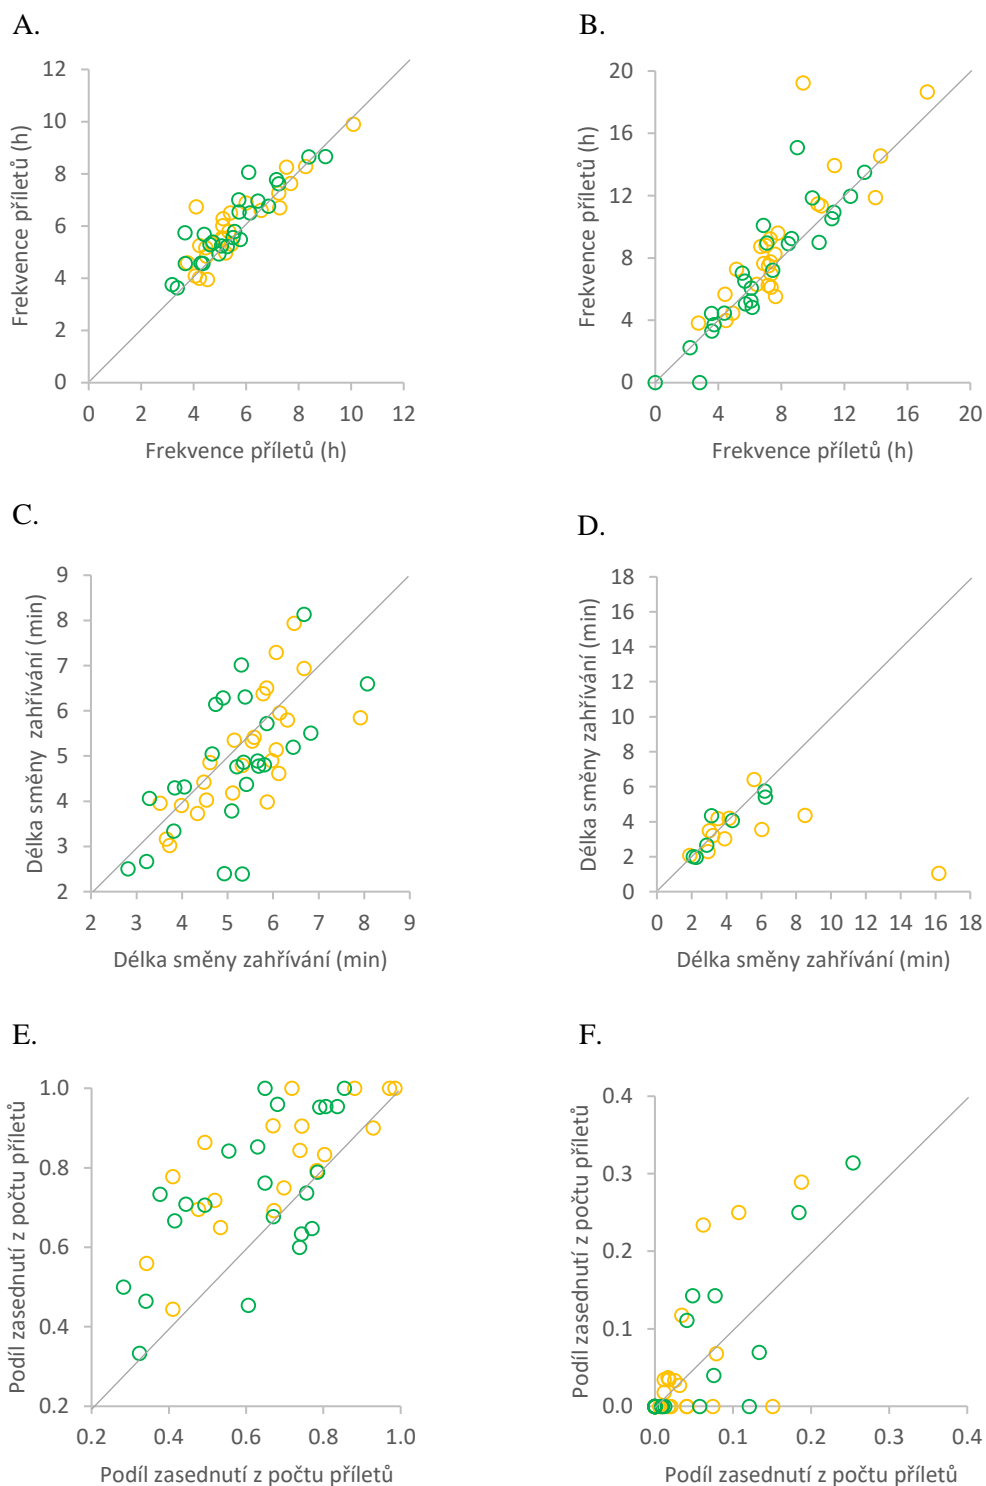 A.
12
10
8
6
4
2
0
0 2 4 6 8 10 12
Frekvence příletů (h)
Frekvence příletů (h)
B.
20
16
12
8
4
0
0 4 8 12 16 20
Frekvence příletů (h)
Frekvence příletů (h)
C.
9
8
7
6
5
4
3
2
2 3 4 5 6 7 8 9
Délka směny zahřívání (min)
Délka směny zahřívání (min)
D.
18
16
14
12
10
8
6
4
2
0
0 2 4 6 8 10 12 14 16 18
Délka směny zahřívání (min)
Délka směny zahřívání (min)
E.
1.0
0.8
0.6
0.4
0.2
0.2 0.4 0.6 0.8 1.0
Podíl zasednutí z počtu příletů
Podíl zasednutí z počtu příletů
F.
0.4
0.3
0.2
0.1
0.0
0.0 0.1 0.2 0.3 0.4
Podíl zasednutí z počtu příletů
Podíl zasednutí z počtu příletů